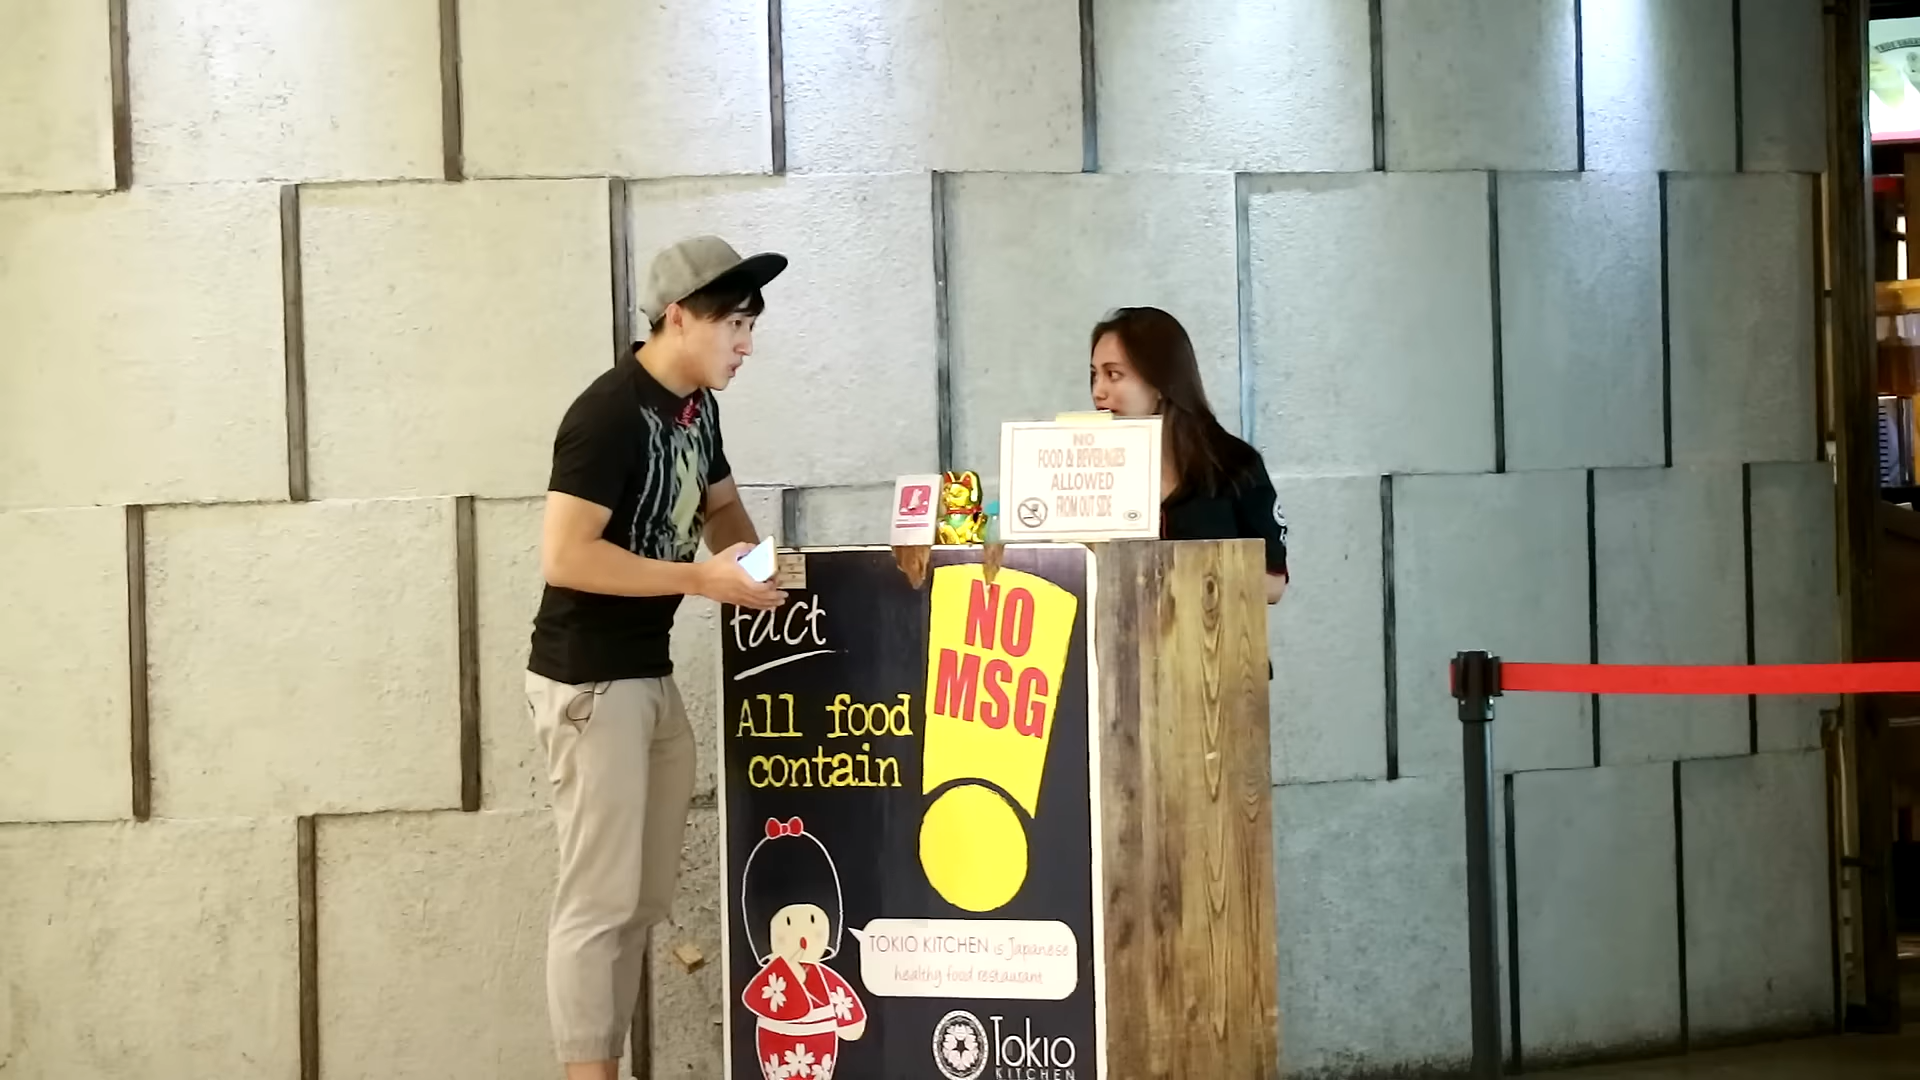 NO
FOOD & BEVERAGES
ALLOWED
FROM OUT SIDE
fact
All food
contain
NO
MSG
TOKIO KITCHEN is Japanese
healthy food restaurant
Tokio
KITCHEN